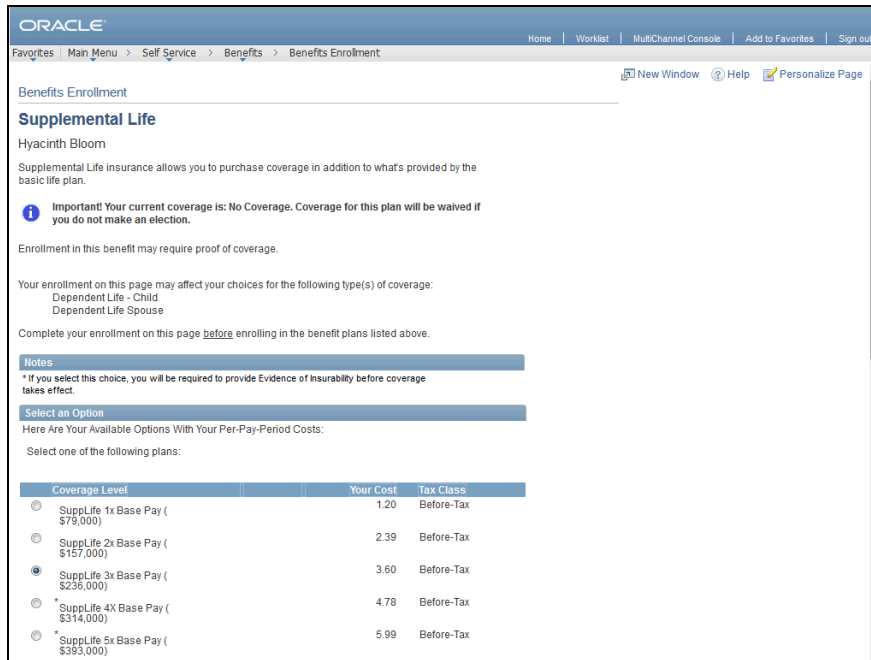 ORACLE
Home | Worklist | MultiChannel Console | Add to Favorites | Sign out
Favorites | Main Menu > Self Service > Benefits > Benefits Enrollment
New Window ? Help Personalize Page
Benefits Enrollment
Supplemental Life
Hyacinth Bloom
Supplemental Life insurance allows you to purchase coverage in addition to what's provided by the
basic life plan.
Important! Your current coverage is: No Coverage. Coverage for this plan will be waived if
you do not make an election.
Enrollment in this benefit may require proof of coverage.
Your enrollment on this page may affect your choices for the following type(s) of coverage:
Dependent Life - Child
Dependent Life Spouse
Complete your enrollment on this page before enrolling in the benefit plans listed above.
Notes
* If you select this choice, you will be required to provide Evidence of Insurability before coverage
takes effect.
Select an Option
Here Are Your Available Options With Your Per-Pay-Period Costs:
Select one of the following plans:
Coverage Level Your Cost Tax Class
SuppLife 1x Base Pay ( 1.20 Before-Tax
$79,000)
SuppLife 2x Base Pay ( 2.39 Before-Tax
$157,000)
SuppLife 3x Base Pay ( 3.60 Before-Tax
$236,000)
* SuppLife 4X Base Pay ( 4.78 Before-Tax
$314,000)
* SuppLife 5x Base Pay ( 5.99 Before-Tax
$393,000)